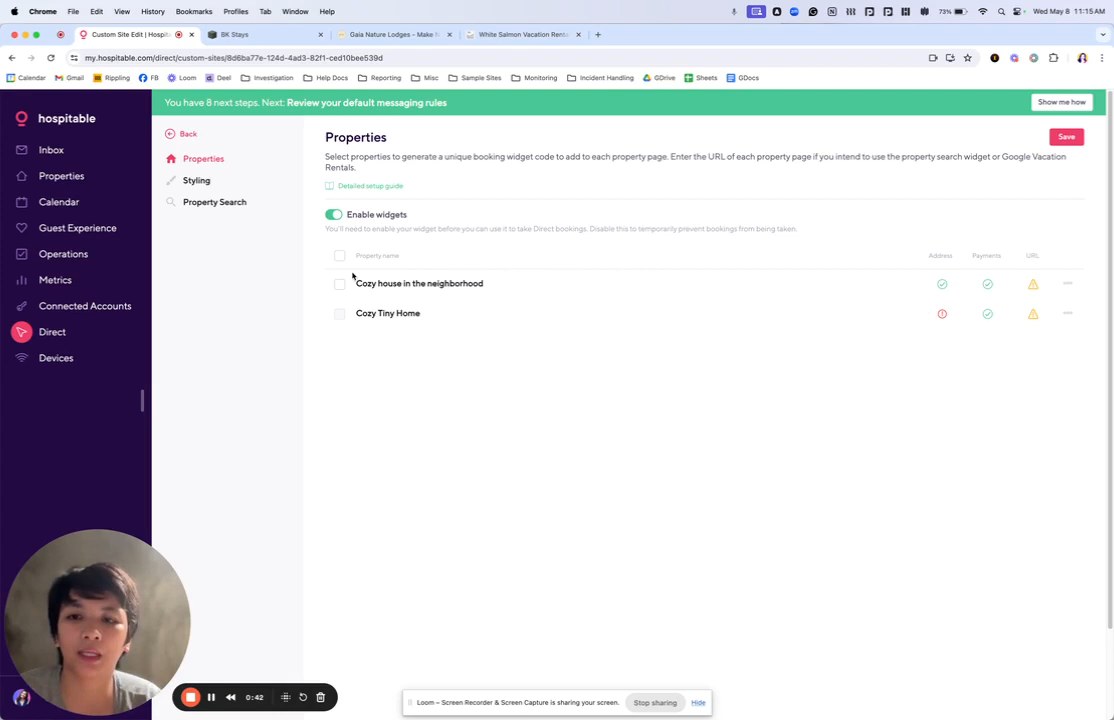 Chrome File Edit View History Bookmarks Profiles Tab Window Help 73% Wed May 8 11:15 AM
Custom Site Edit | Hospita BK Stays Gaia Nature Lodges – Make N White Salmon Vacation Renta
my.hospitable.com/direct/custom-sites/8d6ba77e-124d-4ad3-82f1-ced10bee539d
Calendar Gmail Rippling FB Loom Deel Investigation Help Docs Reporting Misc Sample Sites Monitoring Incident Handling GDrive Sheets GDocs
You have 8 next steps. Next: Review your default messaging rules
Show me how
hospitable
Inbox
Properties
Calendar
Guest Experience
Operations
Metrics
Connected Accounts
Direct
Devices
Back
Properties
Styling
Property Search
Properties
Save
Select properties to generate a unique booking widget code to add to each property page. Enter the URL of each property page if you intend to use the property search widget or Google Vacation
Rentals.
Detailed setup guide
Enable widgets
You'll need to enable your widget before you can use it to take Direct bookings. Disable this to temporarily prevent bookings from being taken.
Property name Address Payments URL
Cozy house in the neighborhood
Cozy Tiny Home
0:42
Loom – Screen Recorder & Screen Capture is sharing your screen. Stop sharing Hide